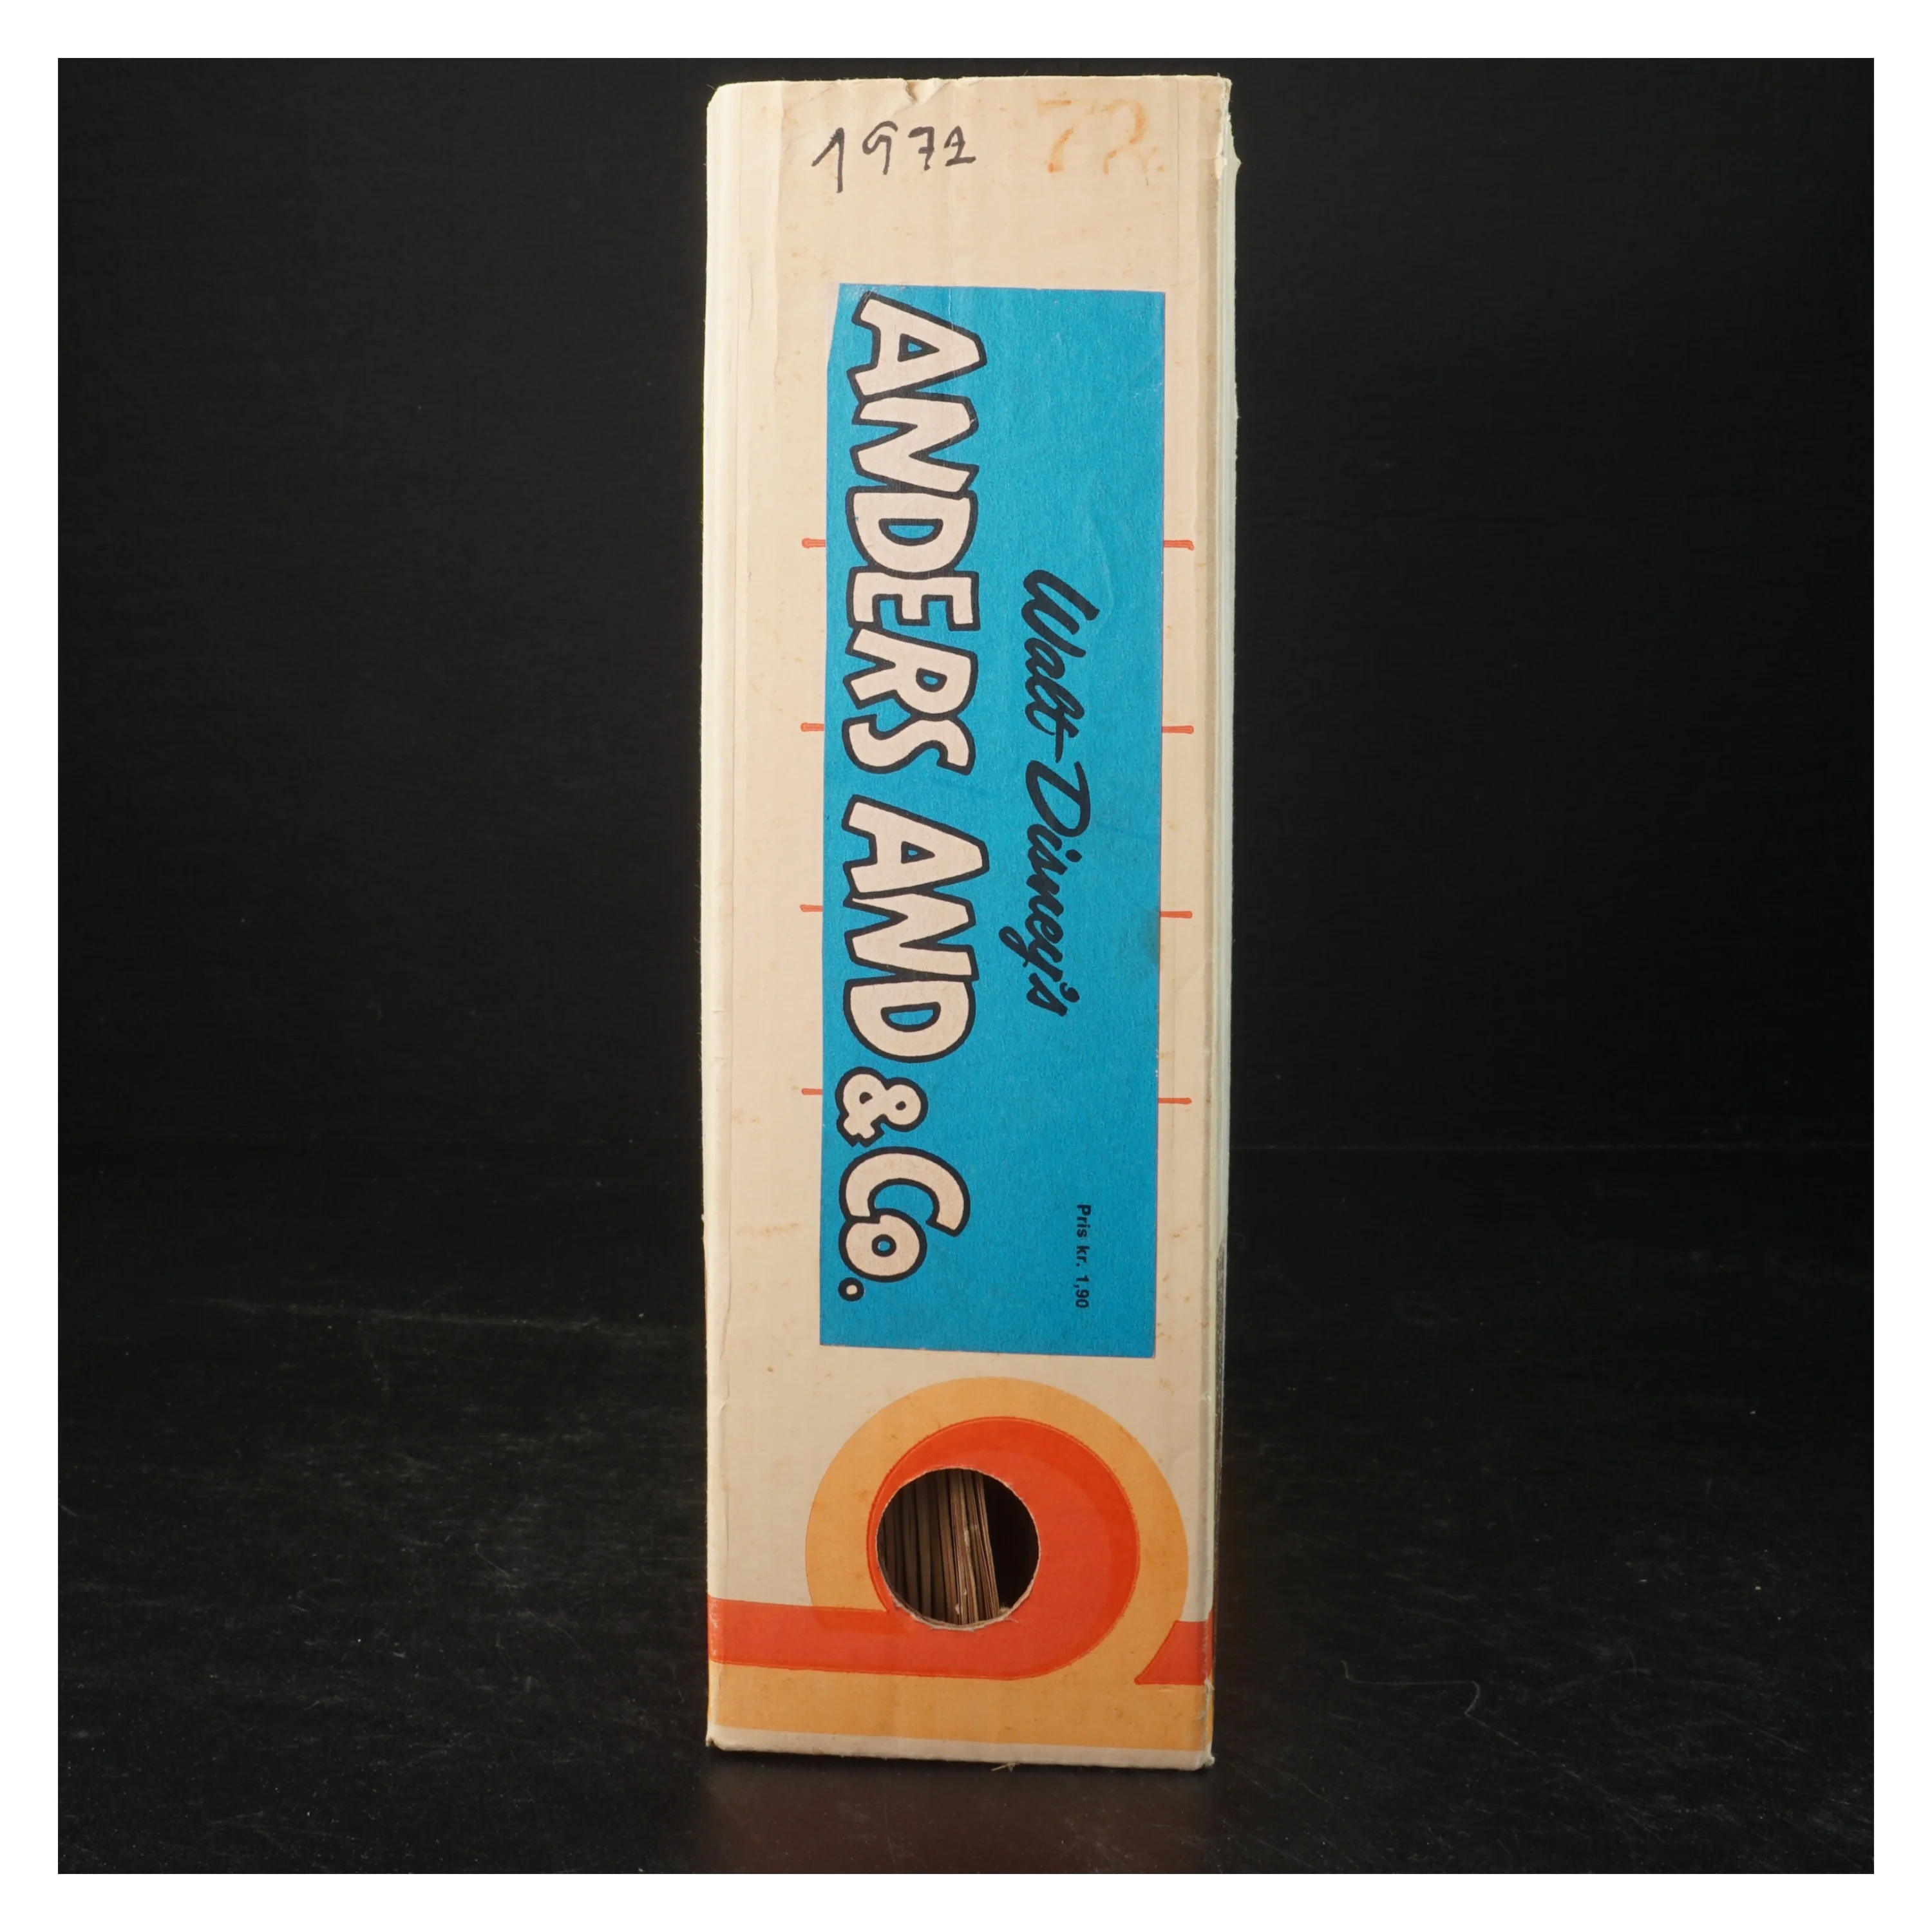 1972 72
Walt Disney's
ANDERS AND & Co.
Pris kr. 1,90